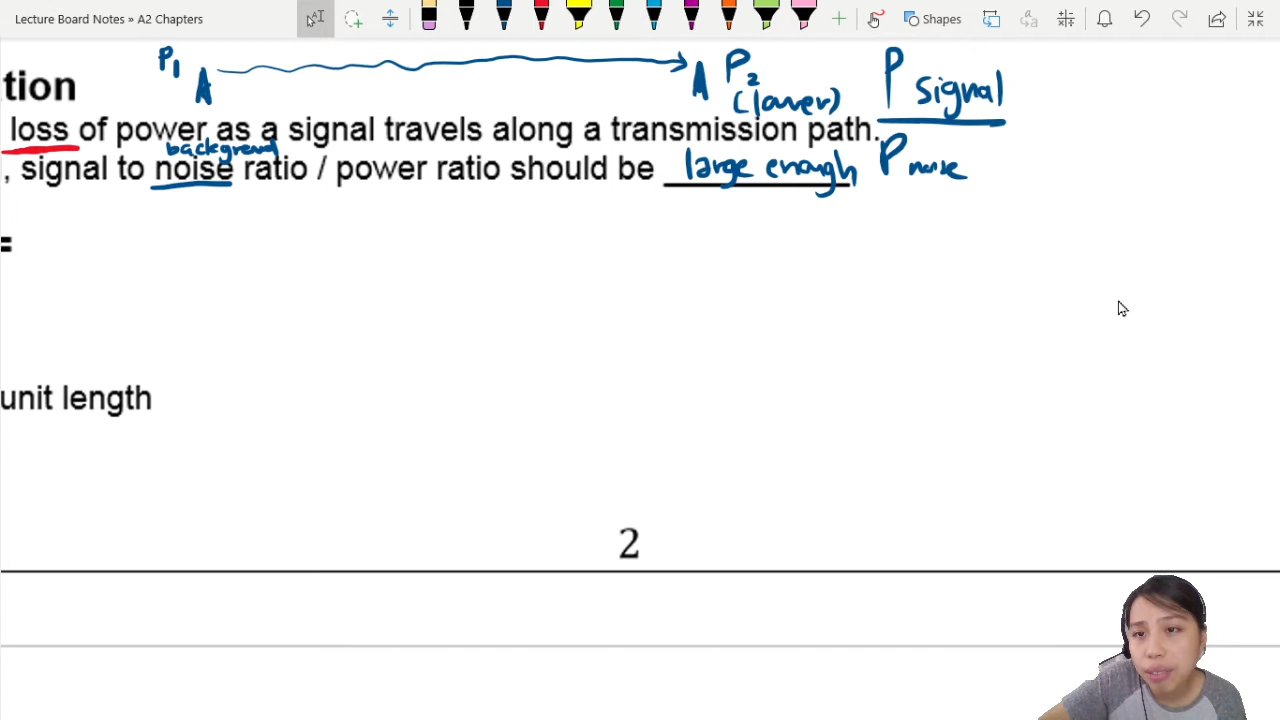 Lecture Board Notes » A2 Chapters
Shapes
P1 A A P2 (lower)
P signal
P noise
tion
loss of power as a signal travels along a transmission path.
background
, signal to noise ratio / power ratio should be large enough
=
unit length
2